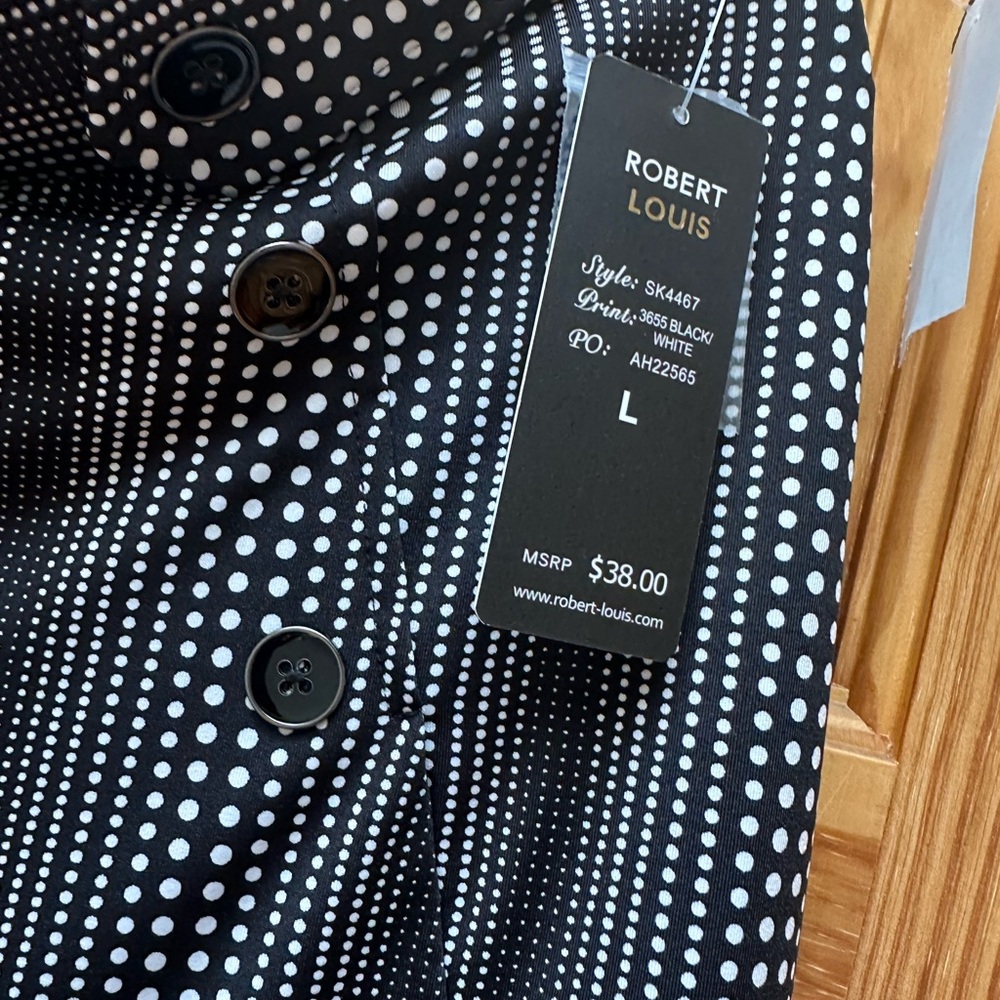 ROBERT
LOUIS
Style: SK4467
Print: 3655 BLACK/
WHITE
PO: AH22565
L
MSRP $38.00
www.robert-louis.com